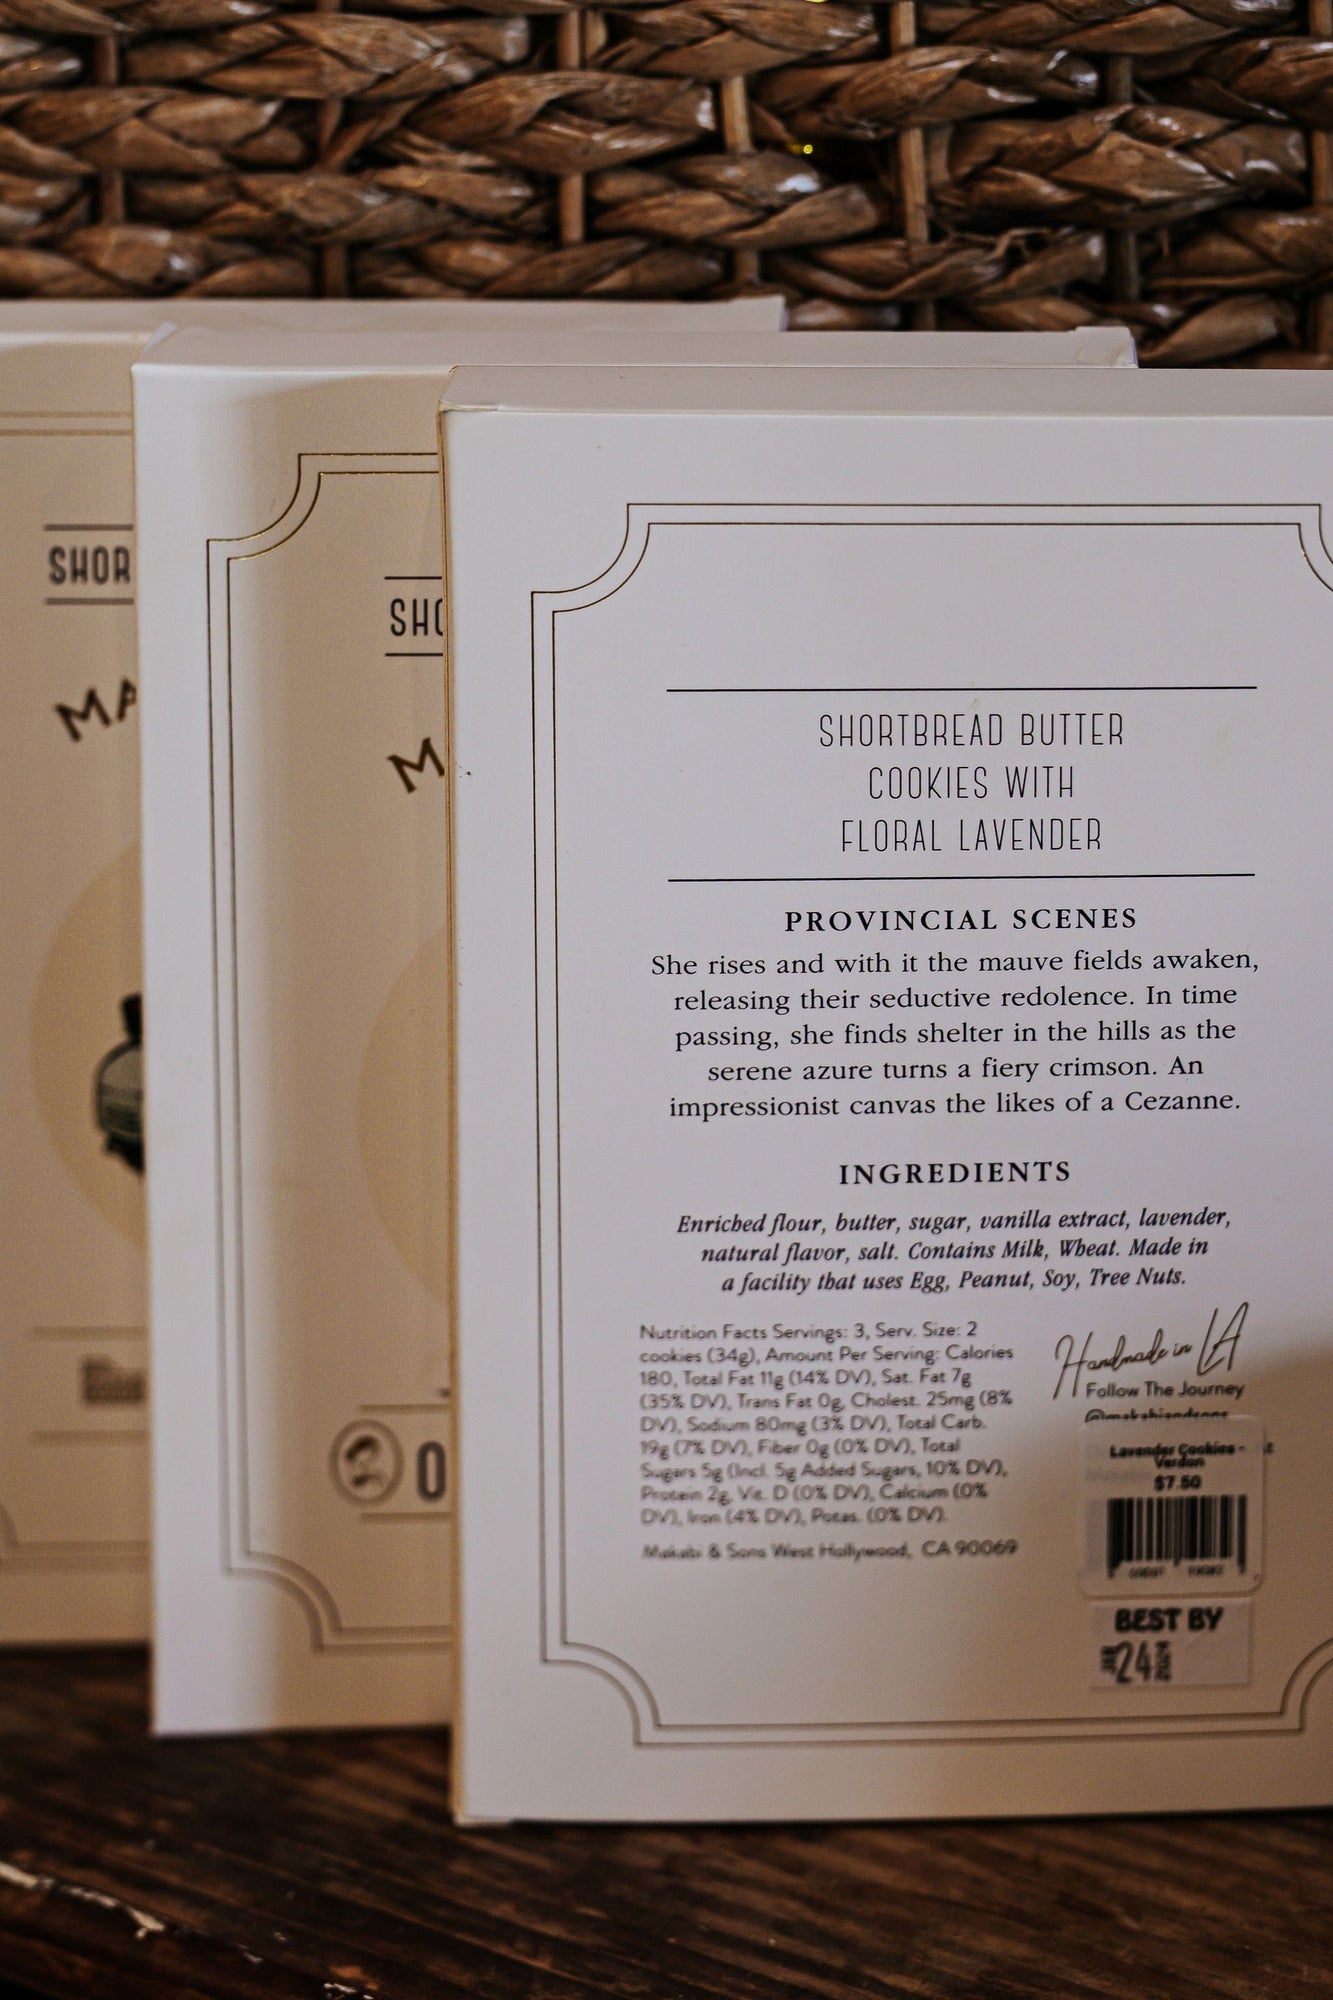 SHOR
MA
SHO
M
O
SHORTBREAD BUTTER
COOKIES WITH
FLORAL LAVENDER
PROVINCIAL SCENES
She rises and with it the mauve fields awaken,
releasing their seductive redolence. In time
passing, she finds shelter in the hills as the
serene azure turns a fiery crimson. An
impressionist canvas the likes of a Cezanne.
INGREDIENTS
Enriched flour, butter, sugar, vanilla extract, lavender,
natural flavor, salt. Contains Milk, Wheat. Made in
a facility that uses Egg, Peanut, Soy, Tree Nuts.
Nutrition Facts Servings: 3, Serv. Size: 2
cookies (34g), Amount Per Serving: Calories
180, Total Fat 11g (14% DV), Sat. Fat 7g
(35% DV), Trans Fat 0g, Cholest. 25mg (8%
DV), Sodium 80mg (3% DV), Total Carb.
19g (7% DV), Fiber 0g (0% DV), Total
Sugars 5g (Incl. 5g Added Sugars, 10% DV),
Protein 2g, Vit. D (0% DV), Calcium (0%
DV), Iron (4% DV), Potas. (0% DV).
Makabi & Sons West Hollywood, CA 90069
Handmade in LA
Follow The Journey
@makabiandsons
Lavender Cookies -
Verdon
$7.50
BEST BY
24